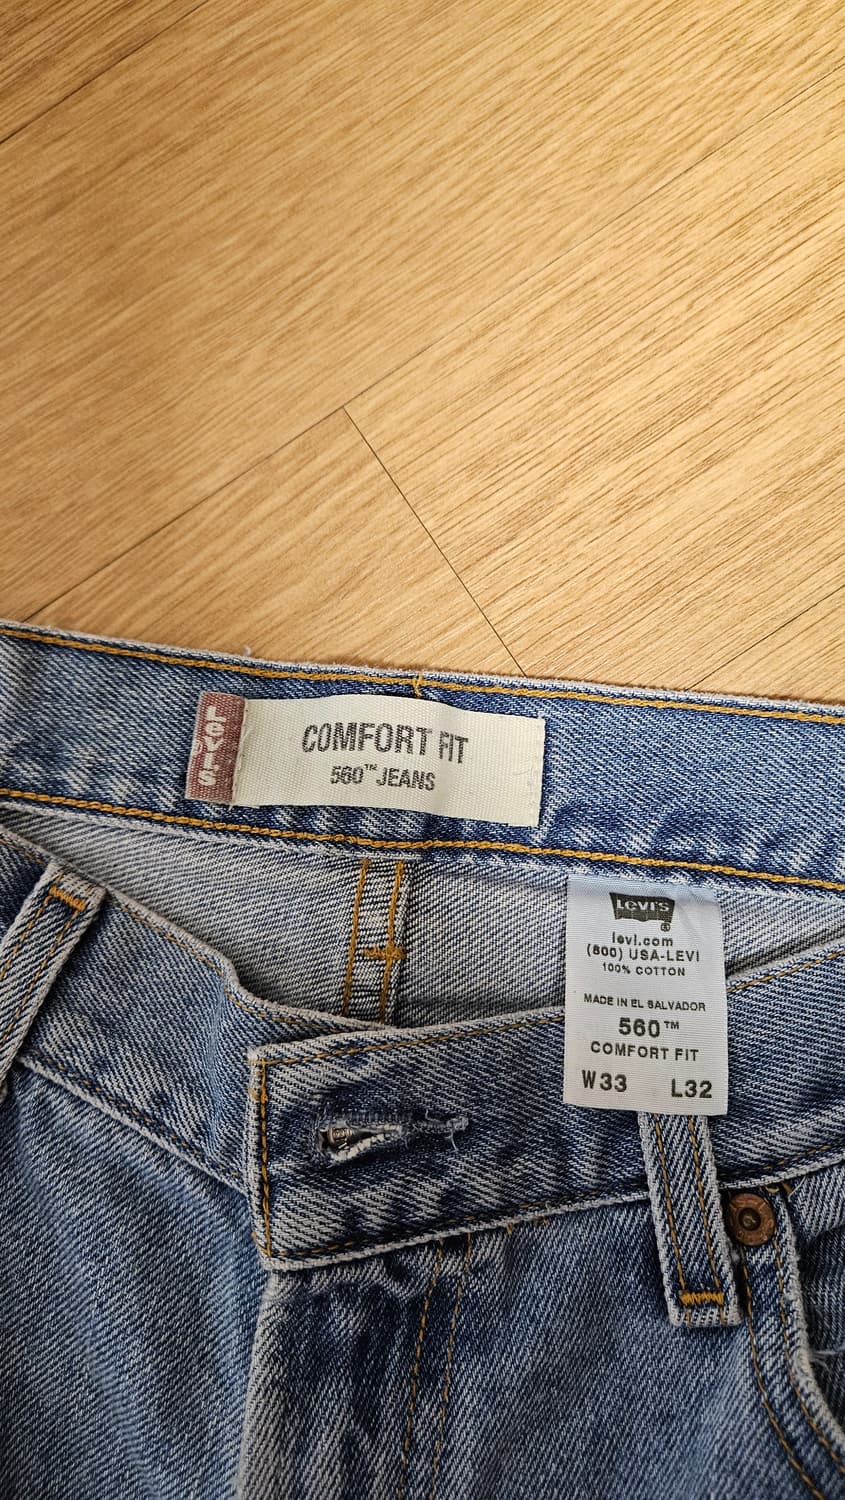 Levi's
COMFORT FIT
560™ JEANS
Levi's
®
levi.com
(800) USA-LEVI
100% COTTON
MADE IN EL SALVADOR
560™
COMFORT FIT
W33 L32